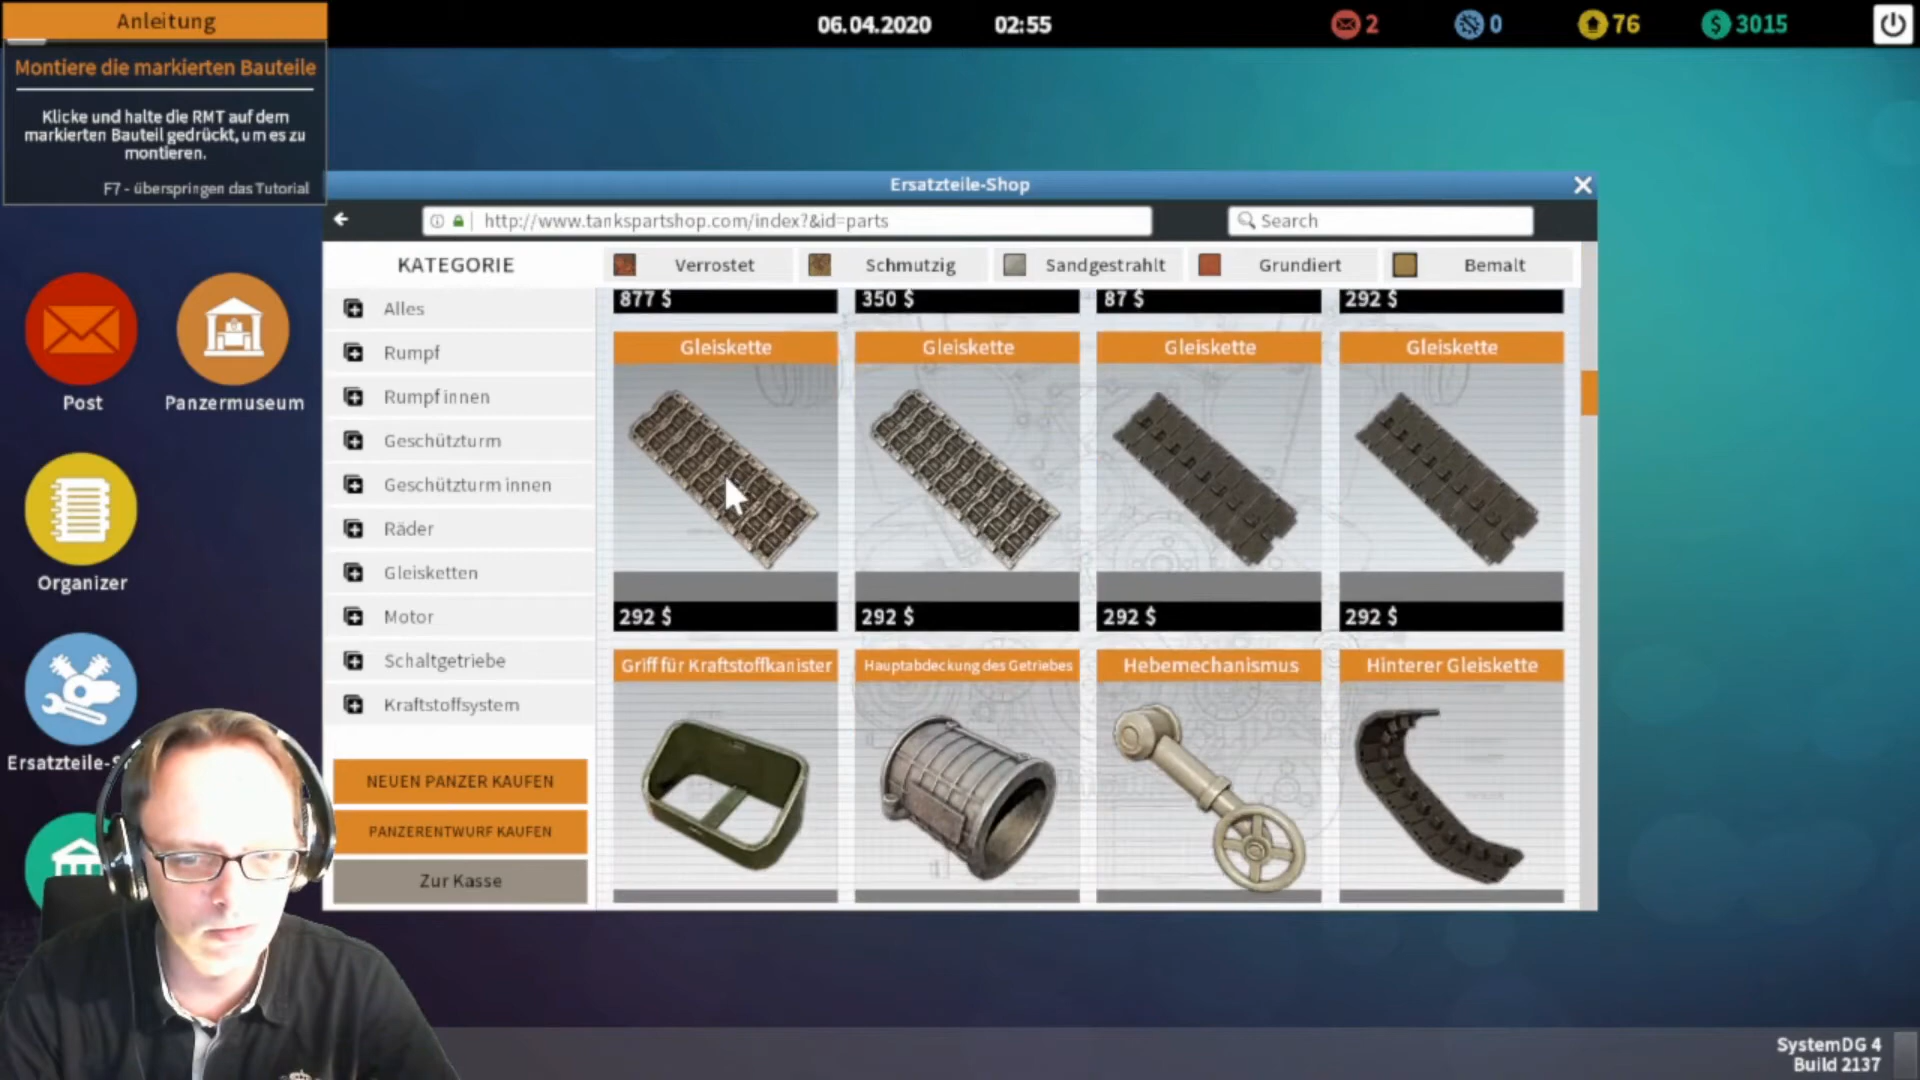 Anleitung
Montiere die markierten Bauteile
Klicke und halte die RMT auf dem
markierten Bauteil gedrückt, um es zu
montieren.
F7 - überspringen das Tutorial
06.04.2020
02:55
2
0
76
3015
Post
Panzermuseum
Organizer
Ersatzteile-S
Ersatzteile-Shop
http://www.tankspartshop.com/index?&id=parts
Search
KATEGORIE
Alles
Rumpf
Rumpf innen
Geschützturm
Geschützturm innen
Räder
Gleisketten
Motor
Schaltgetriebe
Kraftstoffsystem
NEUEN PANZER KAUFEN
PANZERENTWURF KAUFEN
Zur Kasse
Verrostet
Schmutzig
Sandgestrahlt
Grundiert
Bemalt
877 $
350 $
87 $
292 $
Gleiskette
Gleiskette
Gleiskette
Gleiskette
292 $
292 $
292 $
292 $
Griff für Kraftstoffkanister
Hauptabdeckung des Getriebes
Hebemechanismus
Hinterer Gleiskette
SystemDG 4
Build 2137